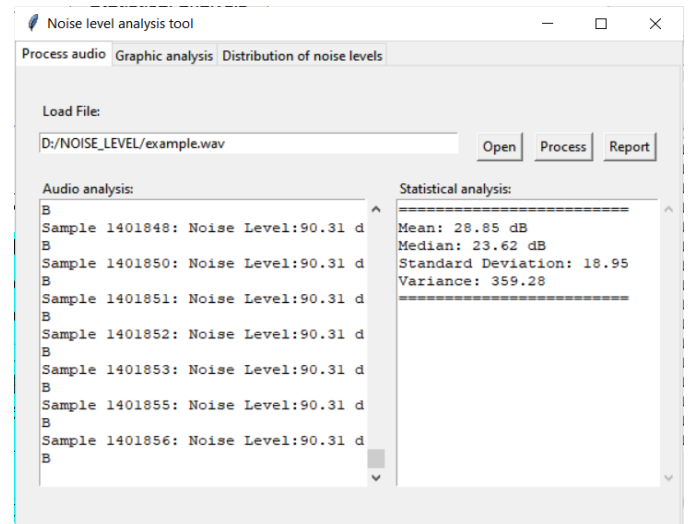 Noise level analysis tool
Process audio Graphic analysis Distribution of noise levels
Load File:
D:/NOISE_LEVEL/example.wav
Open Process Report
Audio analysis:
B
Sample 1401848: Noise Level:90.31 d
B
Sample 1401850: Noise Level:90.31 d
B
Sample 1401851: Noise Level:90.31 d
B
Sample 1401852: Noise Level:90.31 d
B
Sample 1401853: Noise Level:90.31 d
B
Sample 1401855: Noise Level:90.31 d
B
Sample 1401856: Noise Level:90.31 d
B
Statistical analysis:
=========================
Mean: 28.85 dB
Median: 23.62 dB
Standard Deviation: 18.95
Variance: 359.28
=========================